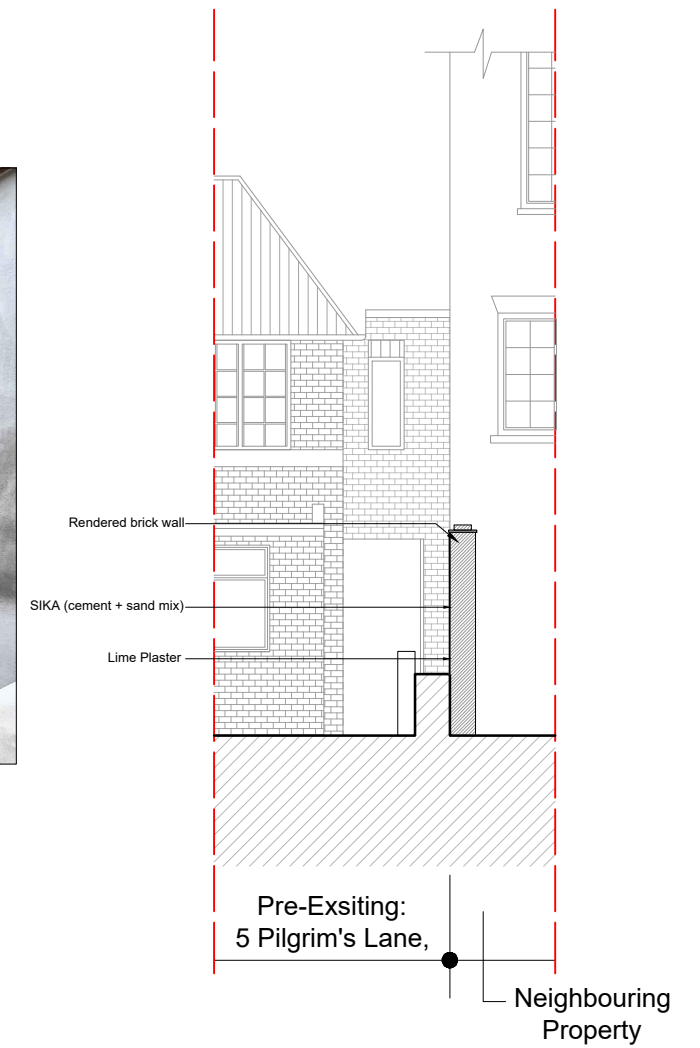 Rendered brick wall
SIKA (cement + sand mix)
Lime Plaster
Pre-Exsiting:
5 Pilgrim's Lane,
Neighbouring
Property